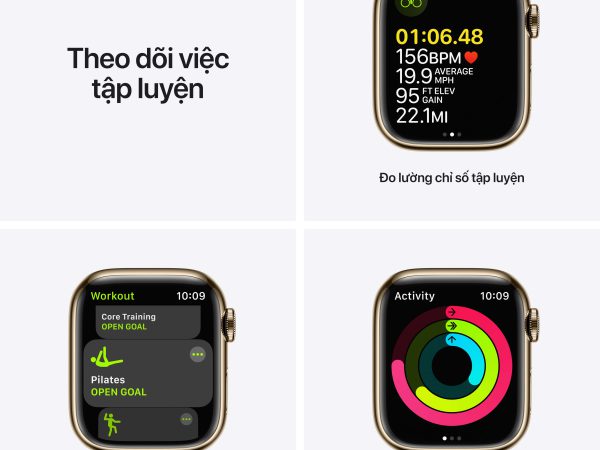 Theo dõi việc
tập luyện
01:06.48
156BPM
19.9 AVERAGE MPH
95 FT ELEV GAIN
22.1MI
Đo lường chỉ số tập luyện
Workout 10:09
Core Training
OPEN GOAL
Pilates
OPEN GOAL
Activity 10:09